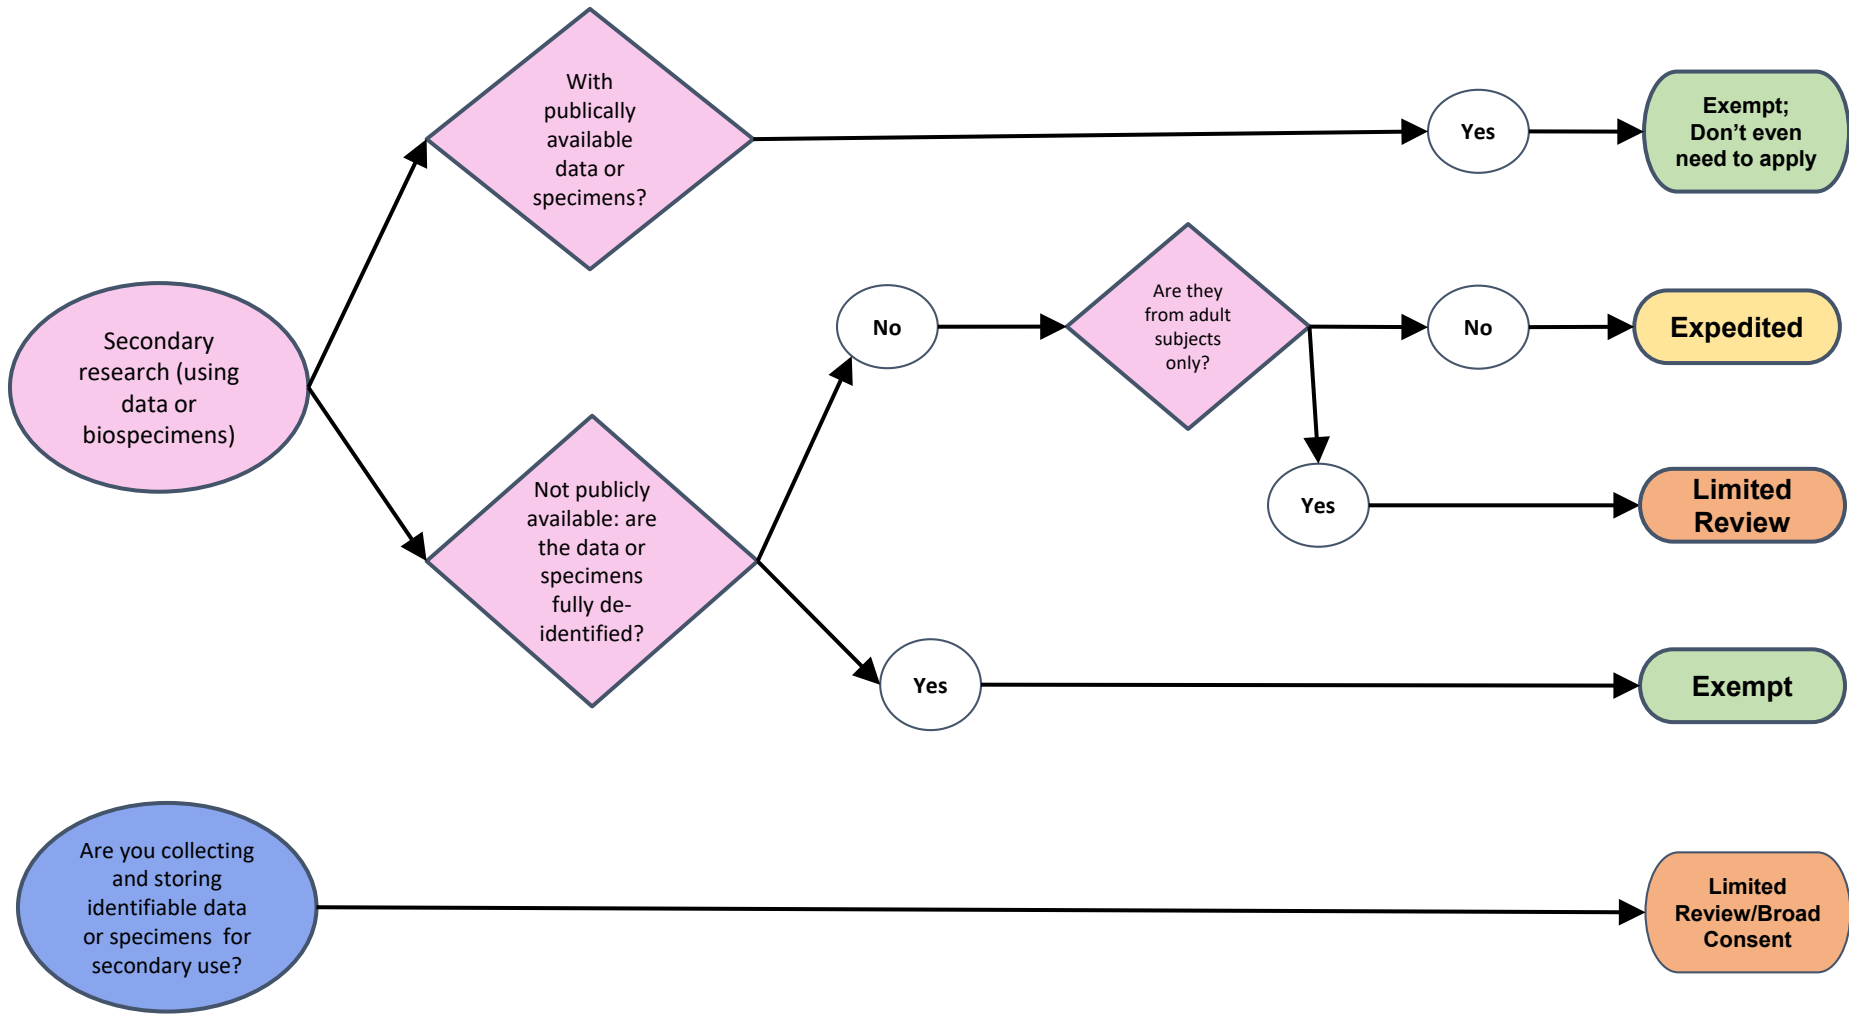 With
publically
available
data or
specimens?
Yes
Exempt;
Don’t even
need to apply
Secondary
research (using
data or
biospecimens)
No
Are they
from adult
subjects
only?
No
Expedited
Not publicly
available: are
the data or
specimens
fully de-
identified?
Yes
Limited
Review
Yes
Exempt
Are you collecting
and storing
identifiable data
or specimens for
secondary use?
Limited
Review/Broad
Consent